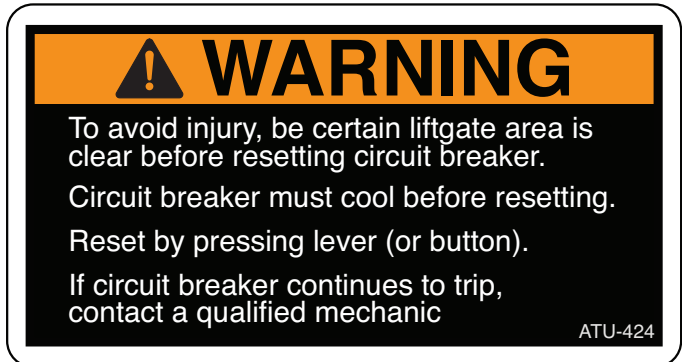 WARNING
To avoid injury, be certain liftgate area is
clear before resetting circuit breaker.
Circuit breaker must cool before resetting.
Reset by pressing lever (or button).
If circuit breaker continues to trip,
contact a qualified mechanic
ATU-424